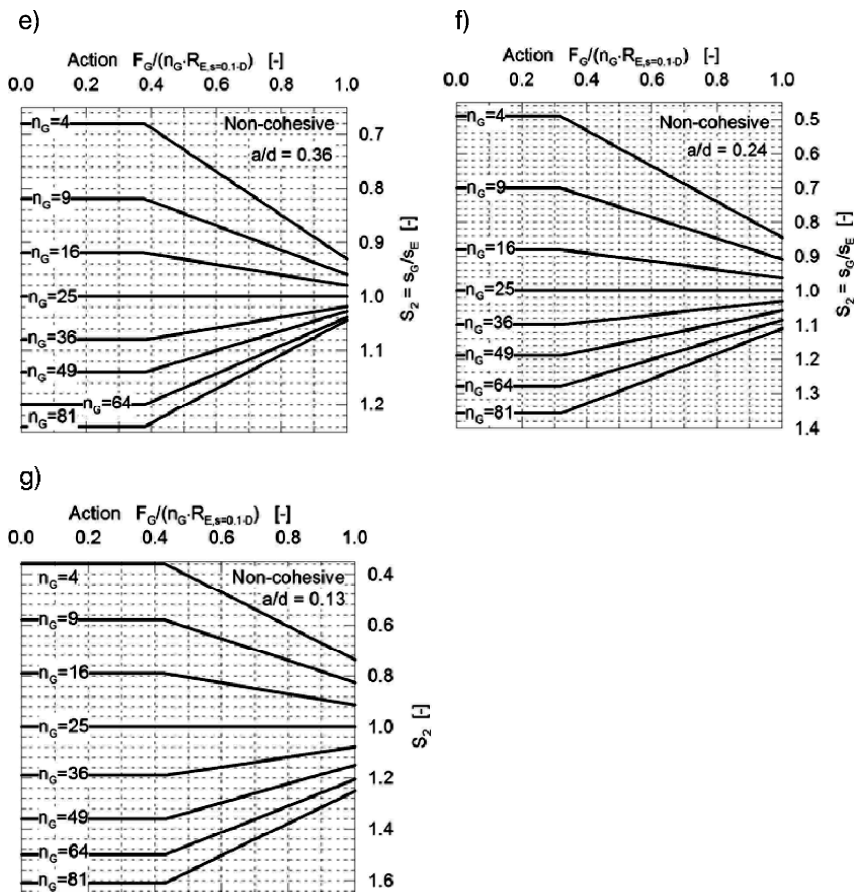 e)
Action F_G/(n_G·R_E,s=0.1·D) [-]
0.0 0.2 0.4 0.6 0.8 1.0
n_G=4
Non-cohesive
a/d = 0.36
n_G=9
n_G=16
n_G=25
n_G=36
n_G=49
n_G=64
n_G=81
0.7
0.8
0.9
1.0
1.1
1.2
S_2 = s_G/s_E [-]
f)
Action F_G/(n_G·R_E,s=0.1·D) [-]
0.0 0.2 0.4 0.6 0.8 1.0
n_G=4
Non-cohesive
a/d = 0.24
n_G=9
n_G=16
n_G=25
n_G=36
n_G=49
n_G=64
n_G=81
0.5
0.6
0.7
0.8
0.9
1.0
1.1
1.2
1.3
1.4
S_2 = s_G/s_E [-]
g)
Action F_G/(n_G·R_E,s=0.1·D) [-]
0.0 0.2 0.4 0.6 0.8 1.0
n_G=4
Non-cohesive
a/d = 0.13
n_G=9
n_G=16
n_G=25
n_G=36
n_G=49
n_G=64
n_G=81
0.4
0.6
0.8
1.0
1.2
1.4
1.6
S_2 [-]